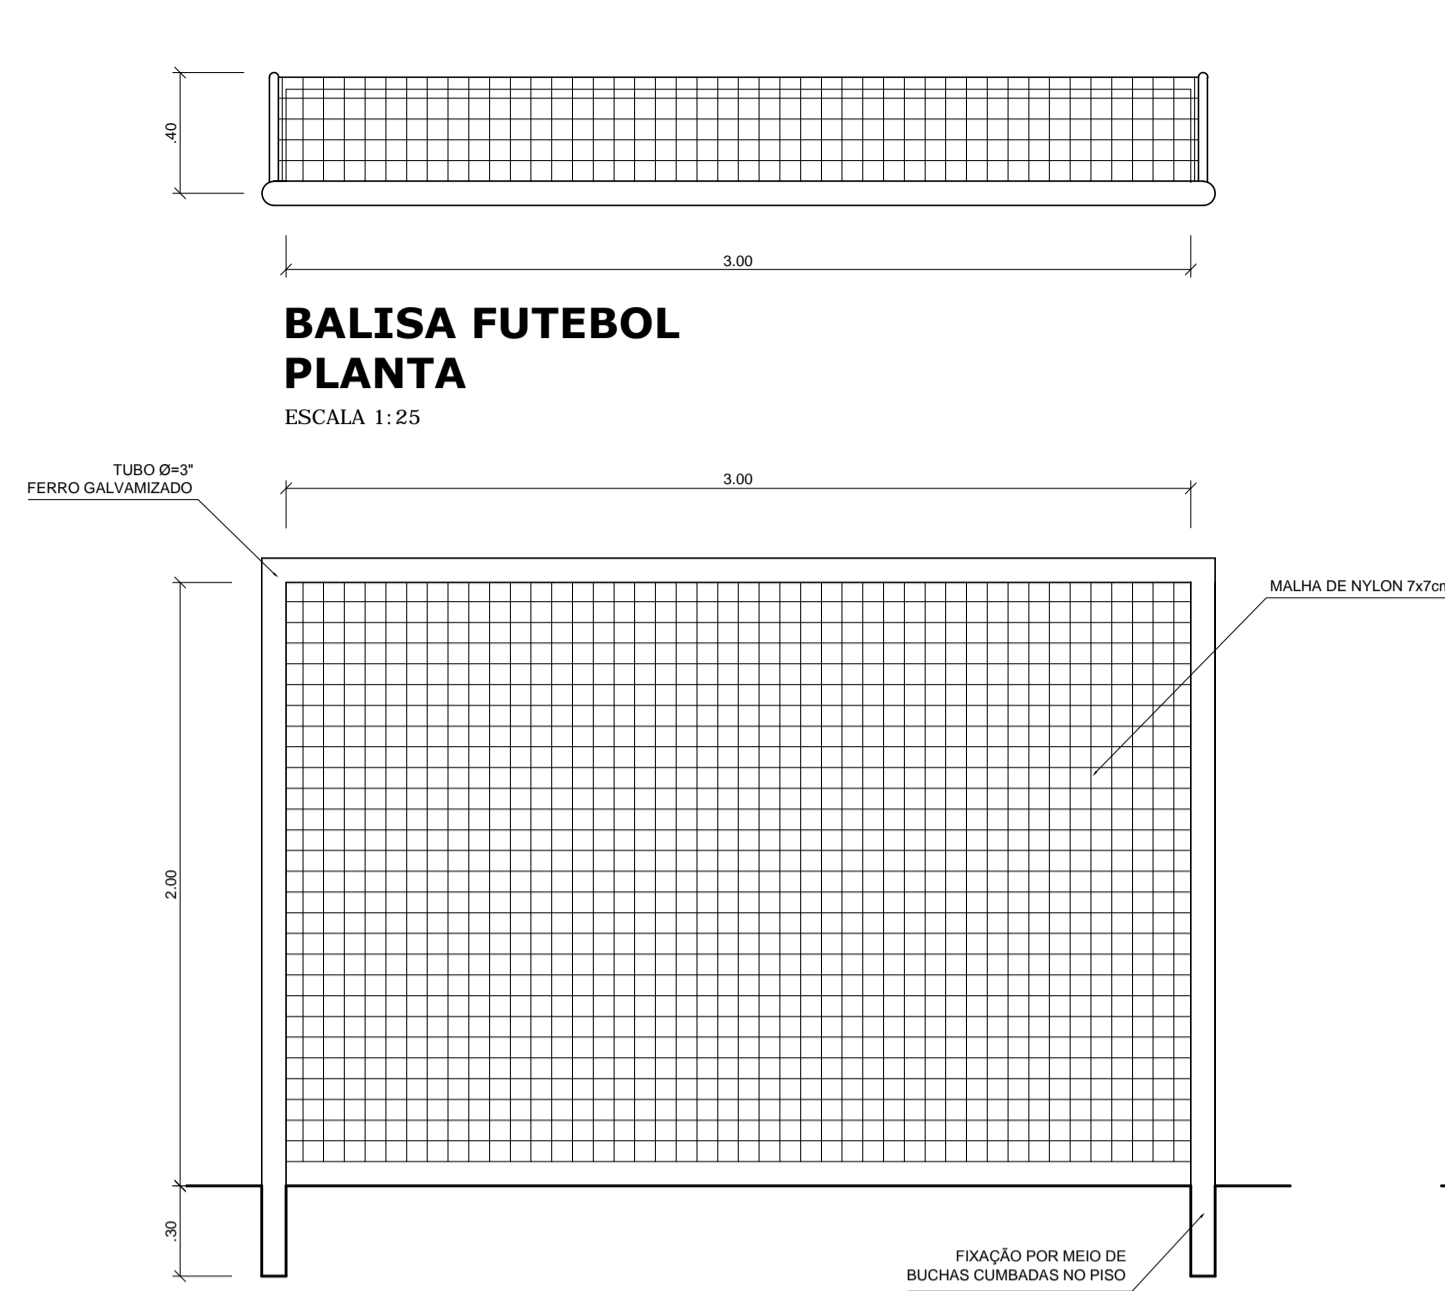 .40
3.00
BALISA FUTEBOL
PLANTA
ESCALA 1:25
TUBO Ø=3"
FERRO GALVAMIZADO
3.00
MALHA DE NYLON 7x7cm
2.00
.30
FIXAÇÃO POR MEIO DE
BUCHAS CUMBADAS NO PISO